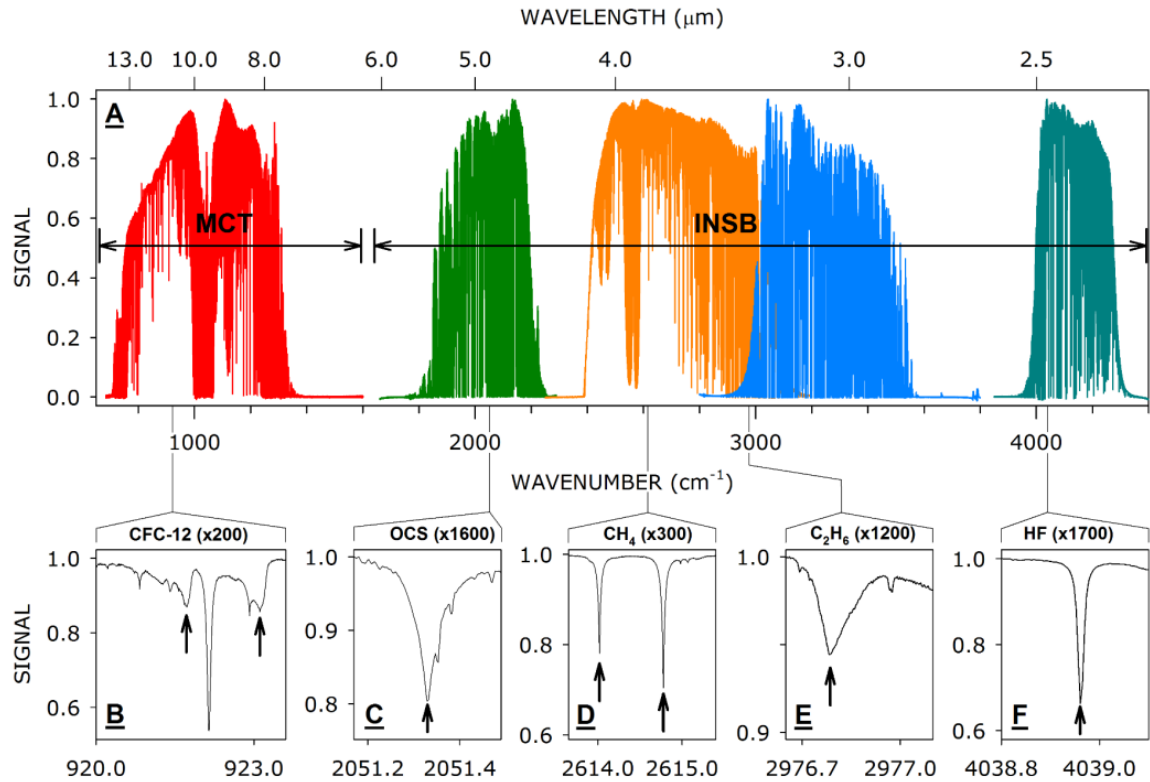 WAVELENGTH (μm)
13.0 10.0 8.0 6.0 5.0 4.0 3.0 2.5
A
MCT
INSB
SIGNAL
1.0
0.8
0.6
0.4
0.2
0.0
1000 2000 3000 4000
WAVENUMBER (cm⁻¹)
CFC-12 (x200) OCS (x1600) CH₄ (x300) C₂H₆ (x1200) HF (x1700)
SIGNAL
1.0
0.8
0.6
B
920.0 923.0
1.0
0.9
0.8
C
2051.2 2051.4
1.0
0.8
0.6
D
2614.0 2615.0
1.0
0.9
E
2976.7 2977.0
1.0
0.8
0.6
F
4038.8 4039.0